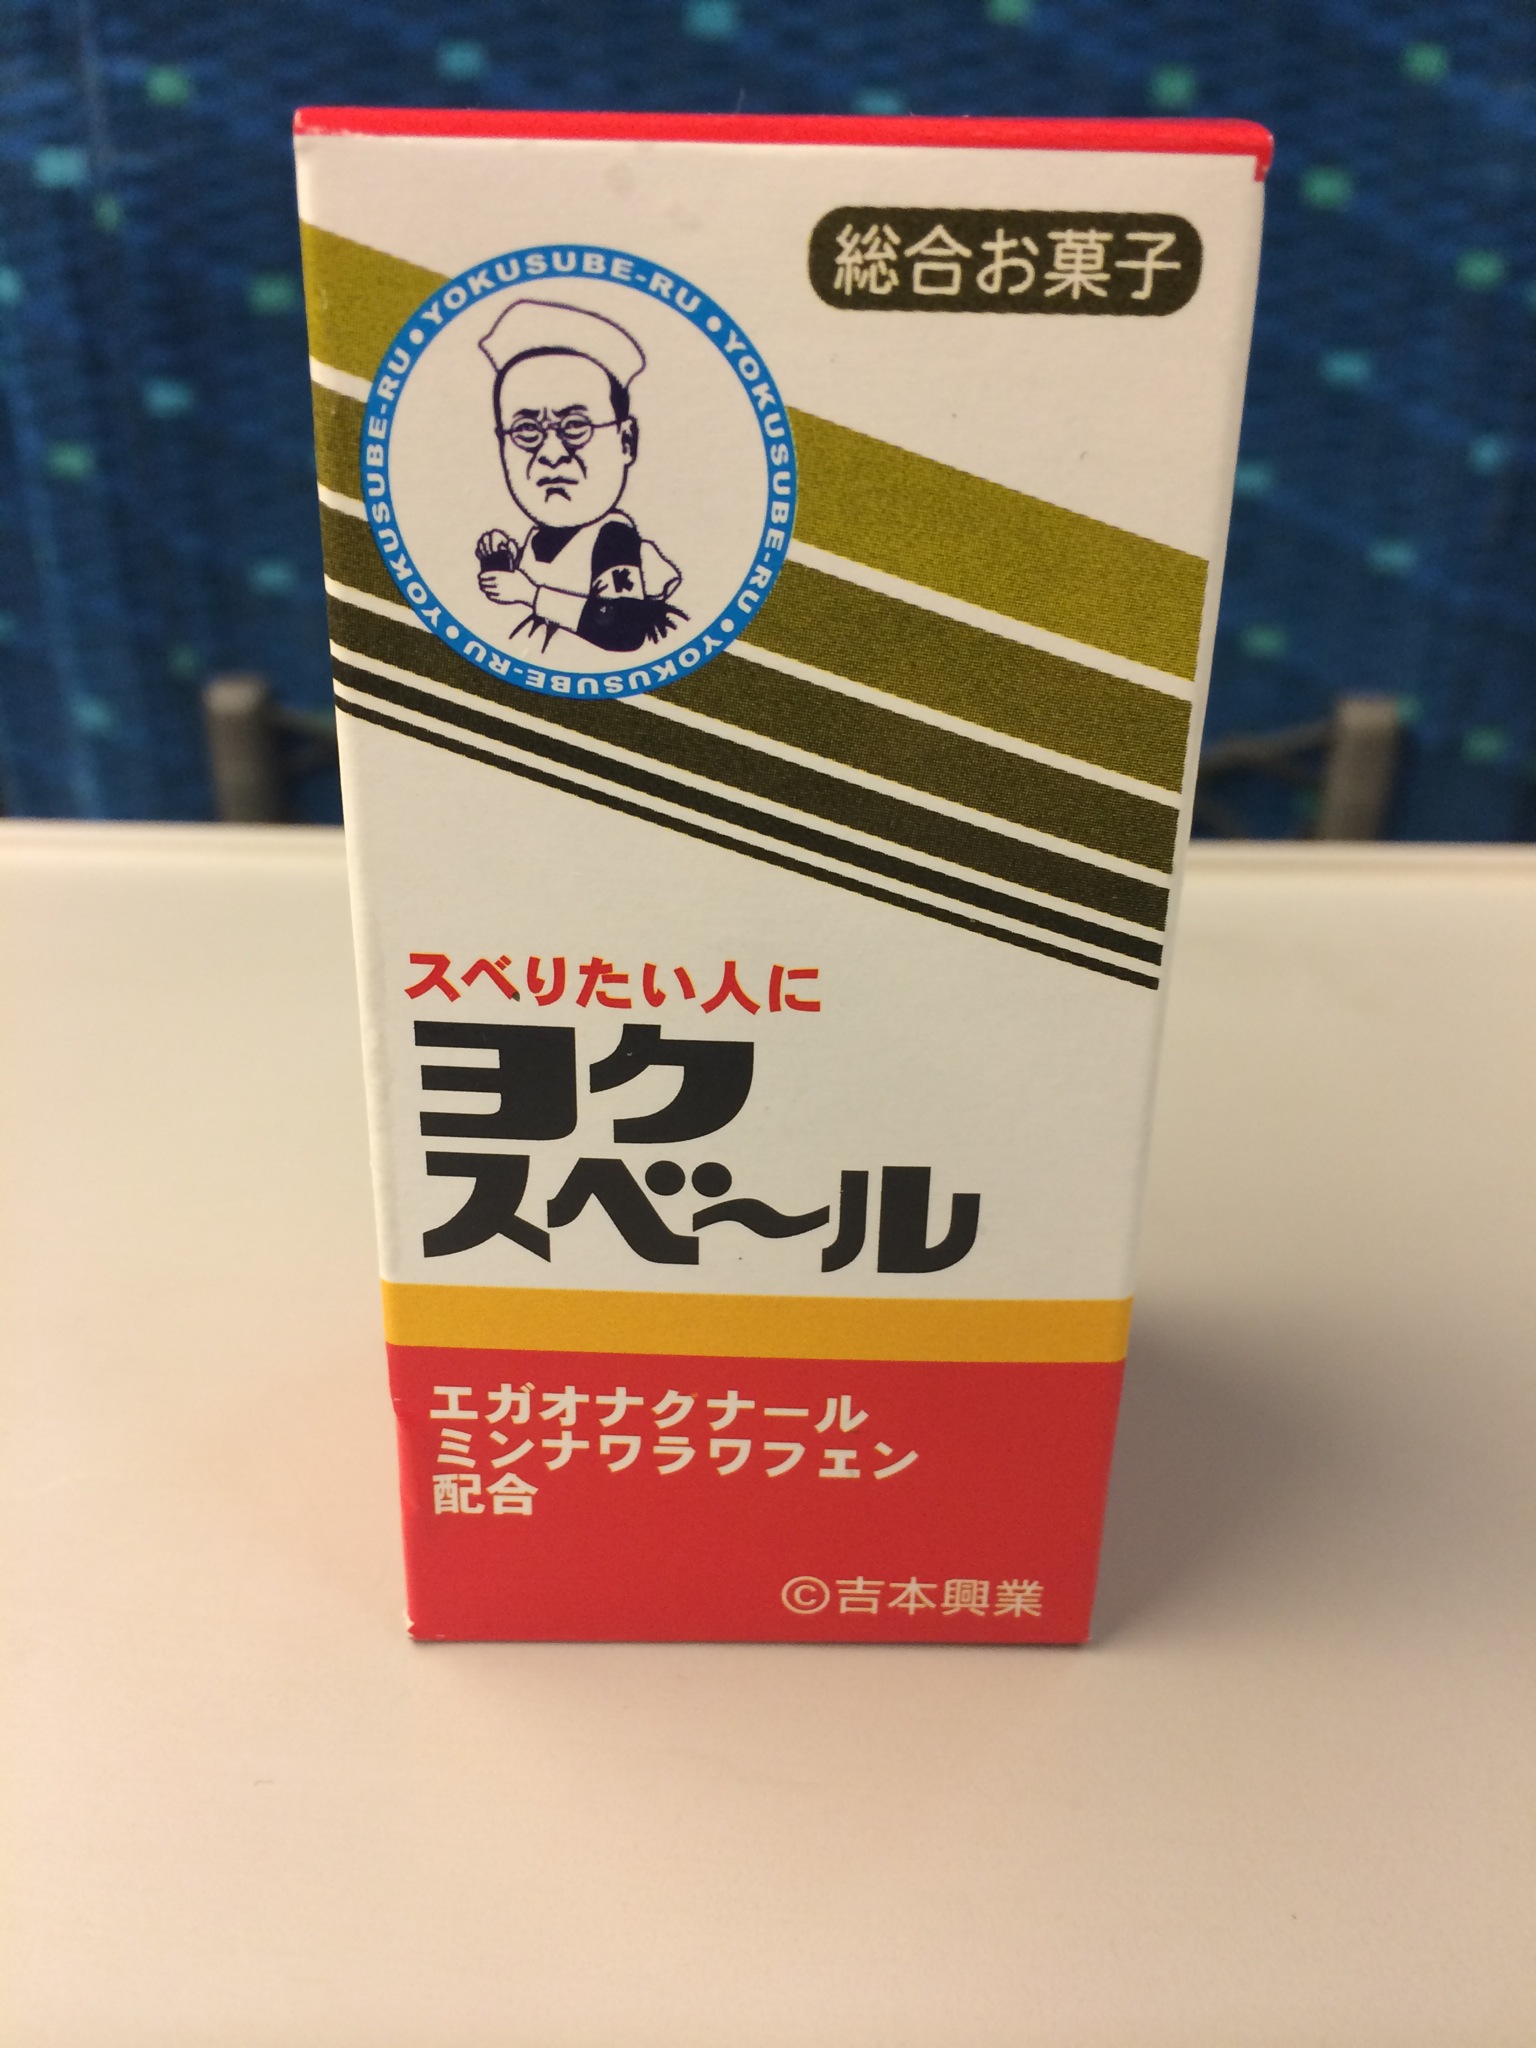 総合お菓子
YOKUSUBE-RU • YOKUSUBE-RU • YOKUSUBE-RU • YOKUSUBE-RU •
K
スベりたい人に
ヨク
スベ〜ル
エガオナクナール
ミンナワラワフェン
配合
©吉本興業